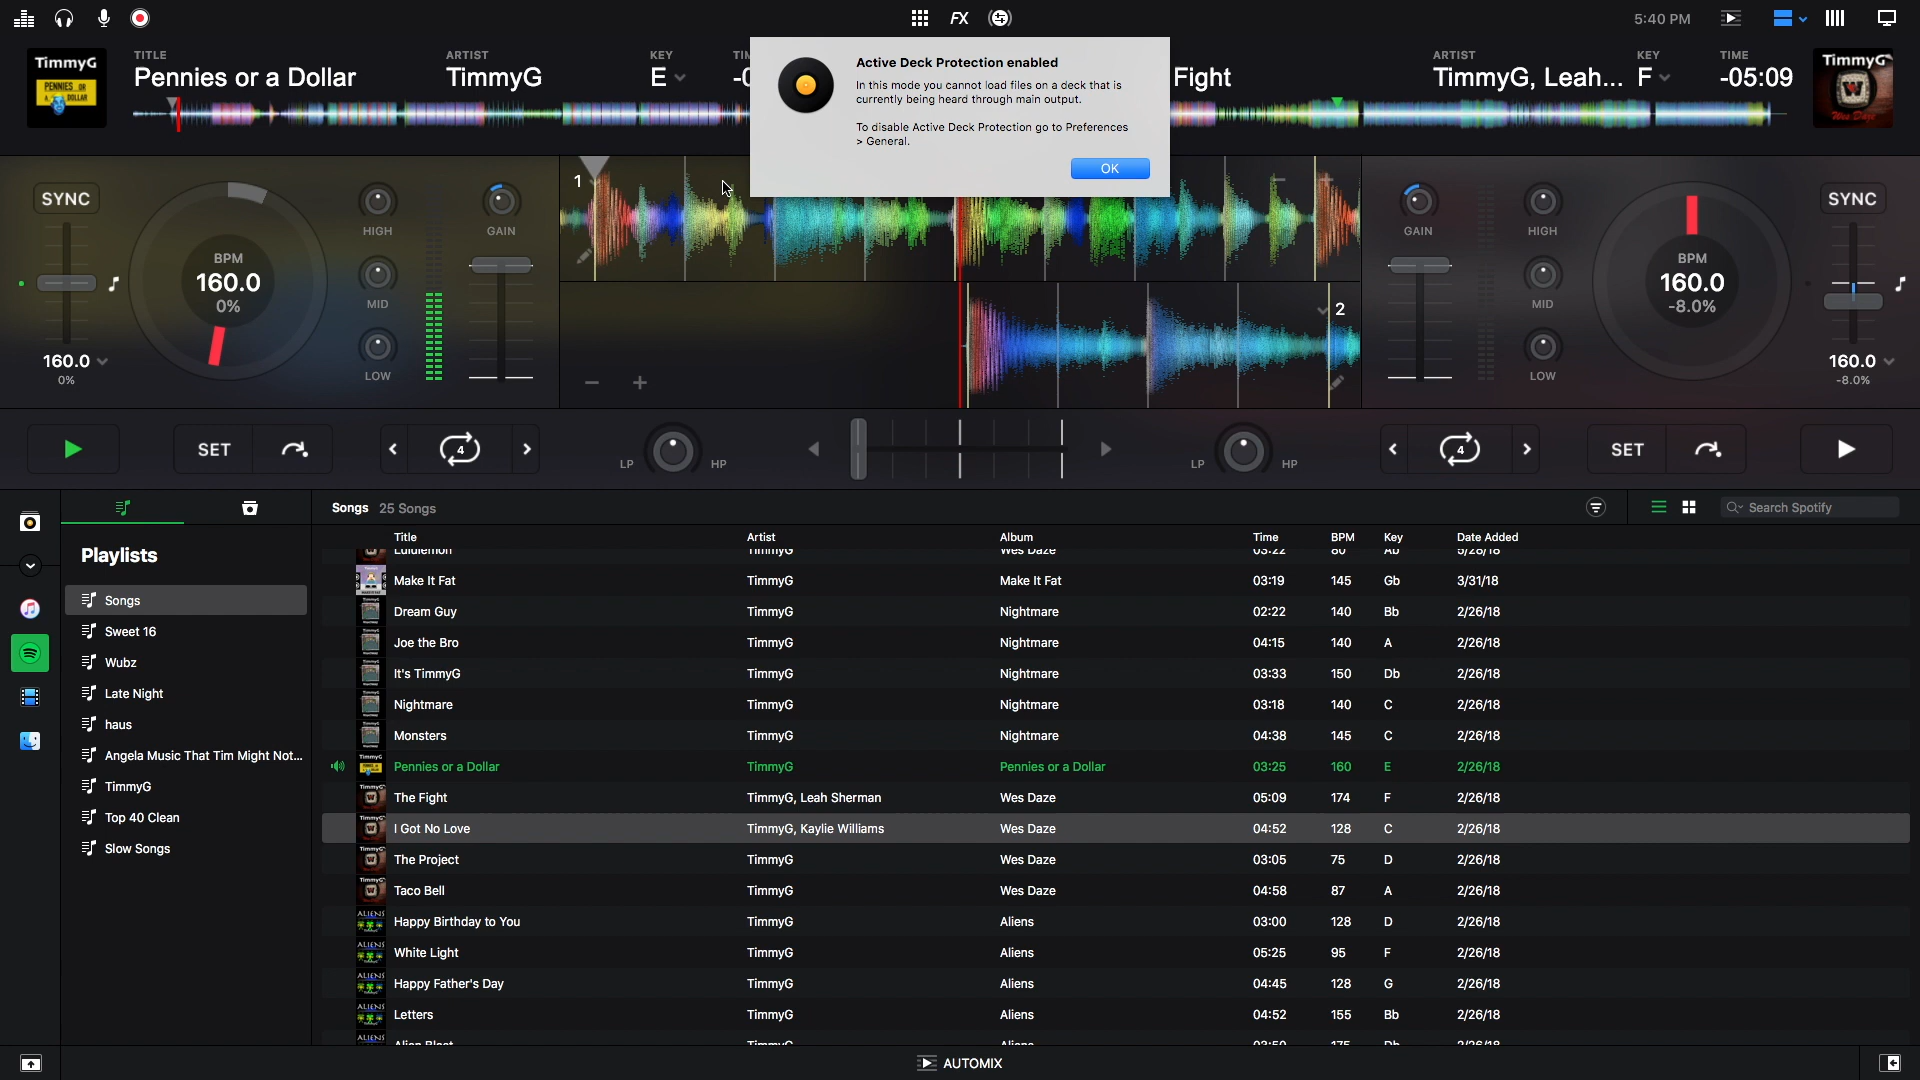 FX
5:40 PM
TimmyG
PENNIES OR A DOLLAR
TITLE
Pennies or a Dollar
ARTIST
TimmyG
KEY
E
Active Deck Protection enabled
In this mode you cannot load files on a deck that is
currently being heard through main output.
To disable Active Deck Protection go to Preferences
> General.
OK
Fight
ARTIST
TimmyG, Leah...
KEY
F
TIME
-05:09
TimmyG
Wes Daze
SYNC
BPM
160.0
0%
160.0
0%
HIGH
MID
LOW
GAIN
1
2
GAIN
HIGH
MID
LOW
BPM
160.0
-8.0%
SYNC
160.0
-8.0%
SET
4
LP
HP
LP
HP
4
SET
Songs 25 Songs
Search Spotify
Playlists
Songs
Sweet 16
Wubz
Late Night
haus
Angela Music That Tim Might Not...
TimmyG
Top 40 Clean
Slow Songs
Title Artist Album Time BPM Key Date Added
Make It Fat TimmyG Make It Fat 03:19 145 Gb 3/31/18
Dream Guy TimmyG Nightmare 02:22 140 Bb 2/26/18
Joe the Bro TimmyG Nightmare 04:15 140 A 2/26/18
It's TimmyG TimmyG Nightmare 03:33 150 Db 2/26/18
Nightmare TimmyG Nightmare 03:18 140 C 2/26/18
Monsters TimmyG Nightmare 04:38 145 C 2/26/18
Pennies or a Dollar TimmyG Pennies or a Dollar 03:25 160 E 2/26/18
The Fight TimmyG, Leah Sherman Wes Daze 05:09 174 F 2/26/18
I Got No Love TimmyG, Kaylie Williams Wes Daze 04:52 128 C 2/26/18
The Project TimmyG Wes Daze 03:05 75 D 2/26/18
Taco Bell TimmyG Wes Daze 04:58 87 A 2/26/18
Happy Birthday to You TimmyG Aliens 03:00 128 D 2/26/18
White Light TimmyG Aliens 05:25 95 F 2/26/18
Happy Father's Day TimmyG Aliens 04:45 128 G 2/26/18
Letters TimmyG Aliens 04:52 155 Bb 2/26/18
AUTOMIX